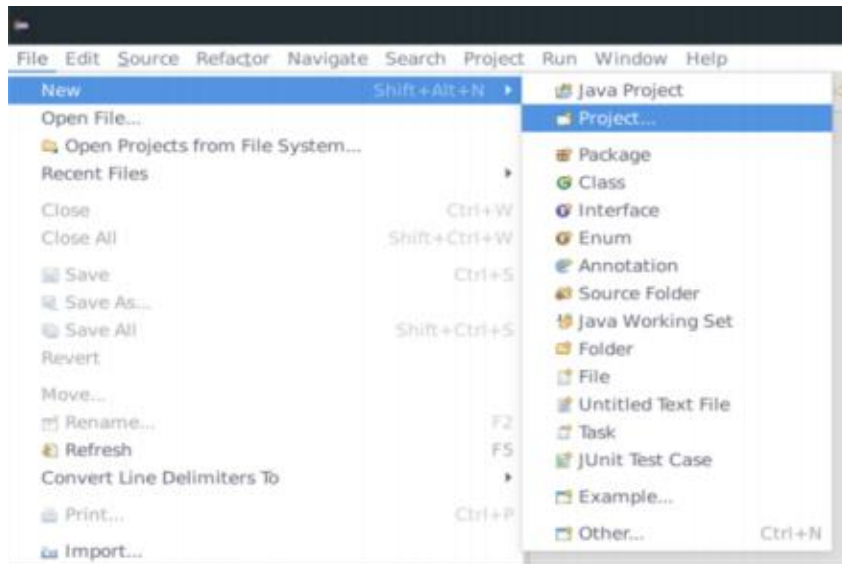 File Edit Source Refactor Navigate Search Project Run Window Help
New Shift+Alt+N
Open File...
Open Projects from File System...
Recent Files
Close Ctrl+W
Close All Shift+Ctrl+W
Save Ctrl+S
Save As...
Save All Shift+Ctrl+S
Revert
Move...
Rename... F2
Refresh F5
Convert Line Delimiters To
Print... Ctrl+P
Import...
Java Project
Project...
Package
Class
Interface
Enum
Annotation
Source Folder
Java Working Set
Folder
File
Untitled Text File
Task
JUnit Test Case
Example...
Other... Ctrl+N